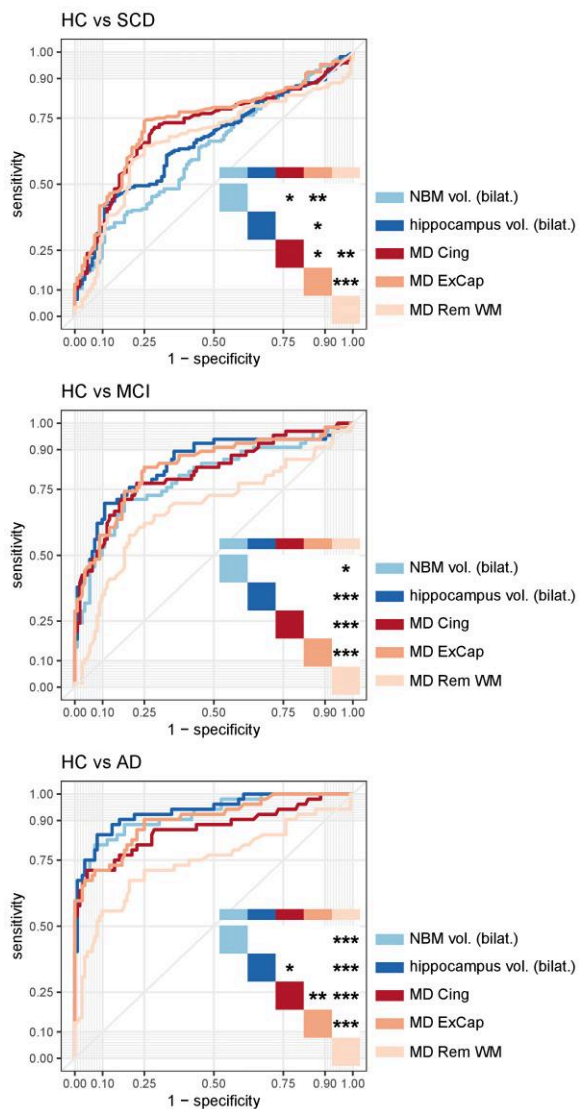 HC vs SCD
1.00
0.90
0.75
0.50
0.25
0.10
0.00
sensitivity
* **
*
* **
***
NBM vol. (bilat.)
hippocampus vol. (bilat.)
MD Cing
MD ExCap
MD Rem WM
0.00 0.10 0.25 0.50 0.75 0.90 1.00
1 − specificity
HC vs MCI
1.00
0.90
0.75
0.50
0.25
0.10
0.00
sensitivity
*
***
***
***
NBM vol. (bilat.)
hippocampus vol. (bilat.)
MD Cing
MD ExCap
MD Rem WM
0.00 0.10 0.25 0.50 0.75 0.90 1.00
1 − specificity
HC vs AD
1.00
0.90
0.75
0.50
0.25
0.10
0.00
sensitivity
***
* ***
** ***
***
NBM vol. (bilat.)
hippocampus vol. (bilat.)
MD Cing
MD ExCap
MD Rem WM
0.00 0.10 0.25 0.50 0.75 0.90 1.00
1 − specificity